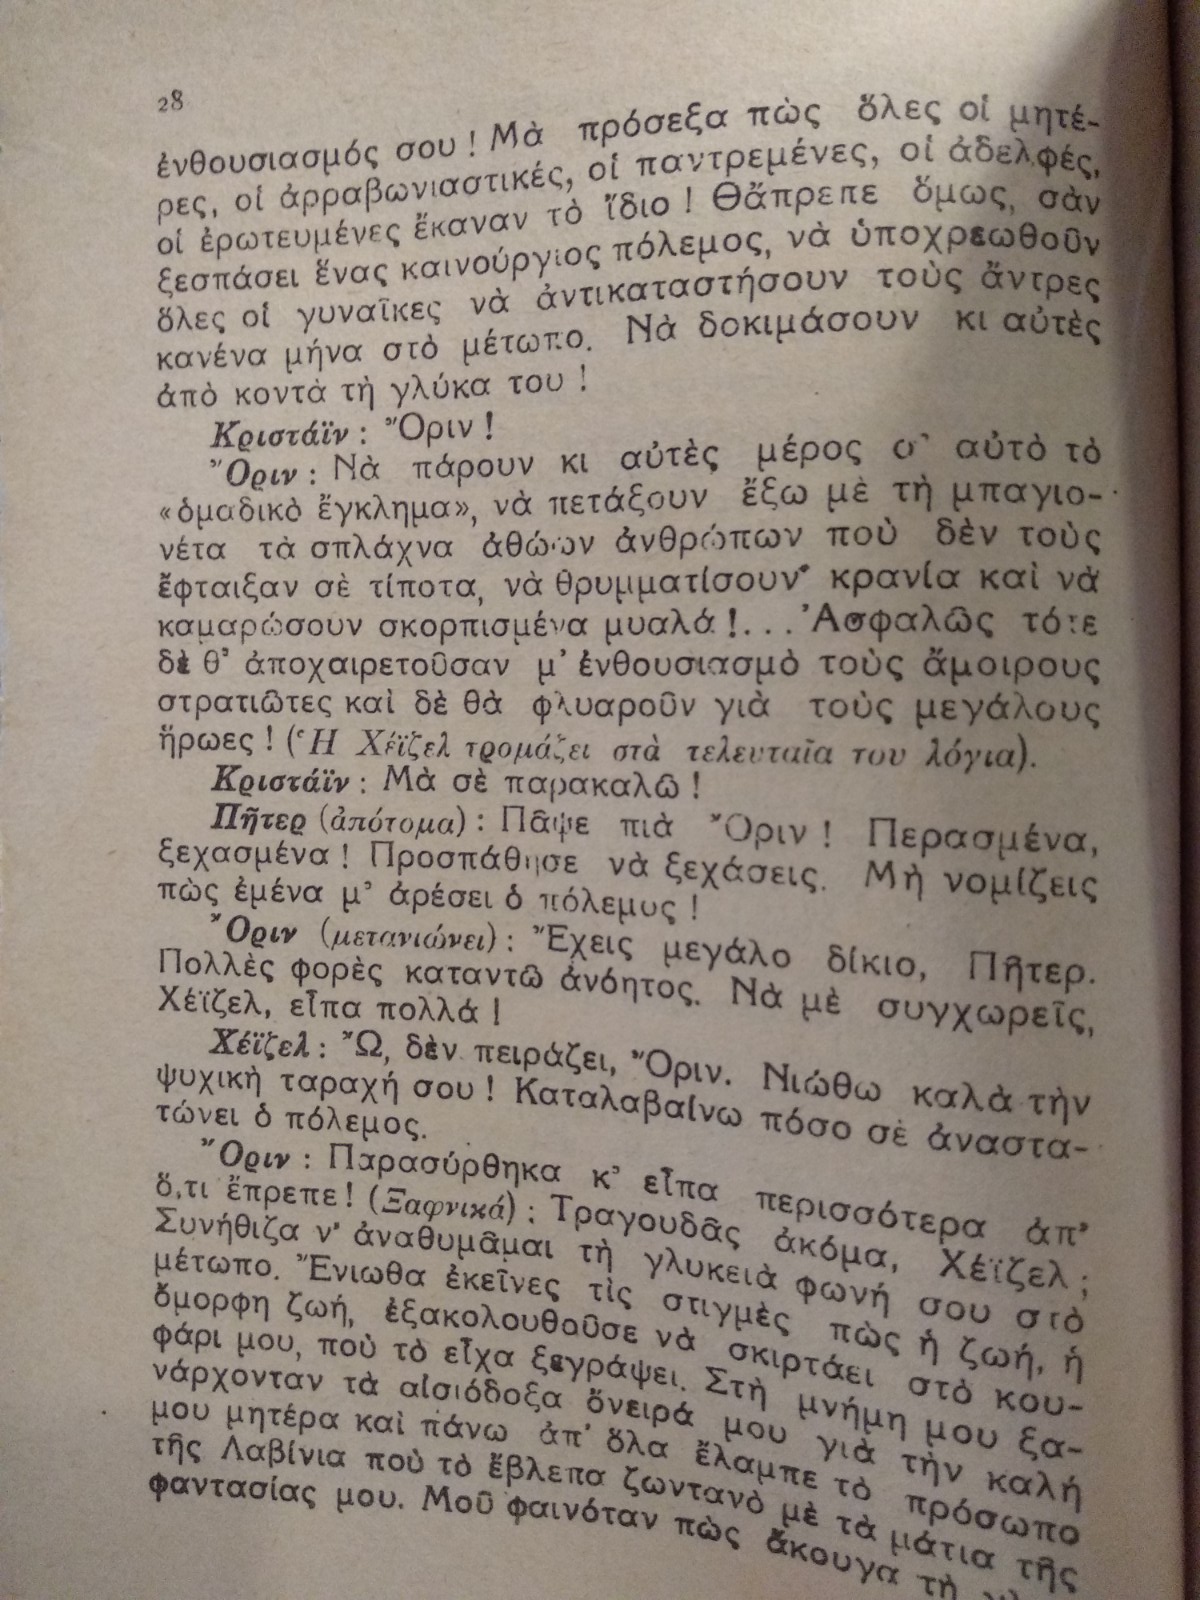 28
ἐνθουσιασμός σου! Μὰ πρόσεξα πὼς ὅλες οἱ μητέ-
ρες, οἱ ἀρραβωνιαστικές, οἱ παντρεμένες, οἱ ἀδελφές,
οἱ ἐρωτευμένες ἔκαναν τὸ ἴδιο! Θἄπρεπε ὅμως, σὰν
ξεσπάσει ἕνας καινούργιος πόλεμος, νὰ ὑποχρεωθοῦν
ὅλες οἱ γυναῖκες νὰ ἀντικαταστήσουν τοὺς ἄντρες
κανένα μήνα στὸ μέτωπο. Νὰ δοκιμάσουν κι αὐτὲς
ἀπὸ κοντὰ τὴ γλύκα του!
Κριστάϊν: Ὄριν!
Ὄριν: Νὰ πάρουν κι αὐτὲς μέρος σ' αὐτὸ τὸ
«ὁμαδικὸ ἔγκλημα», νὰ πετάξουν ἔξω μὲ τὴ μπαγιο-
νέτα τὰ σπλάχνα ἀθώων ἀνθρώπων ποὺ δὲν τοὺς
ἔφταιξαν σὲ τίποτα, νὰ θρυμματίσουν κρανία καὶ νὰ
καμαρώσουν σκορπισμένα μυαλά!... Ἀσφαλῶς τότε
δὲ θ' ἀποχαιρετοῦσαν μ' ἐνθουσιασμὸ τοὺς ἄμοιρους
στρατιῶτες καὶ δὲ θὰ φλυαροῦν γιὰ τοὺς μεγάλους
ἥρωες! (Ἡ Χέϊζελ τρομάζει στὰ τελευταῖα του λόγια).
Κριστάϊν: Μὰ σὲ παρακαλῶ!
Πῆτερ (ἀπότομα): Πᾶψε πιὰ Ὄριν! Περασμένα,
ξεχασμένα! Προσπάθησε νὰ ξεχάσεις. Μὴ νομίζεις
πὼς ἐμένα μ' ἀρέσει ὁ πόλεμος!
Ὄριν (μετανιώνει): Ἔχεις μεγάλο δίκιο, Πῆτερ.
Πολλὲς φορὲς καταντῶ ἀνόητος. Νὰ μὲ συγχωρεῖς,
Χέϊζελ, εἶπα πολλά!
Χέϊζελ: Ὢ, δὲν πειράζει, Ὄριν. Νιώθω καλὰ τὴν
ψυχικὴ ταραχή σου! Καταλαβαίνω πόσο σὲ ἀναστα-
τώνει ὁ πόλεμος.
Ὄριν: Παρασύρθηκα κ' εἶπα περισσότερα ἀπ'
ὅ,τι ἔπρεπε! (Ξαφνικά): Τραγουδᾶς ἀκόμα, Χέϊζελ;
Συνήθιζα ν' ἀναθυμᾶμαι τὴ γλυκειὰ φωνή σου στὸ
μέτωπο. Ἔνιωθα ἐκεῖνες τὶς στιγμὲς πὼς ἡ ζωή, ἡ
ὄμορφη ζωή, ἐξακολουθοῦσε νὰ σκιρτάει στὸ κου-
φάρι μου, ποὺ τὸ εἶχα ξεγράψει. Στὴ μνήμη μου ξα-
νάρχονταν τὰ αἰσιόδοξα ὄνειρά μου γιὰ τὴν καλή
μου μητέρα καὶ πάνω ἀπ' ὅλα ἔλαμπε τὸ πρόσωπο
τῆς Λαβίνια ποὺ τὸ ἔβλεπα ζωντανὸ μὲ τὰ μάτια τῆς
φαντασίας μου. Μοῦ φαινόταν πὼς ἄκουγα τὴ